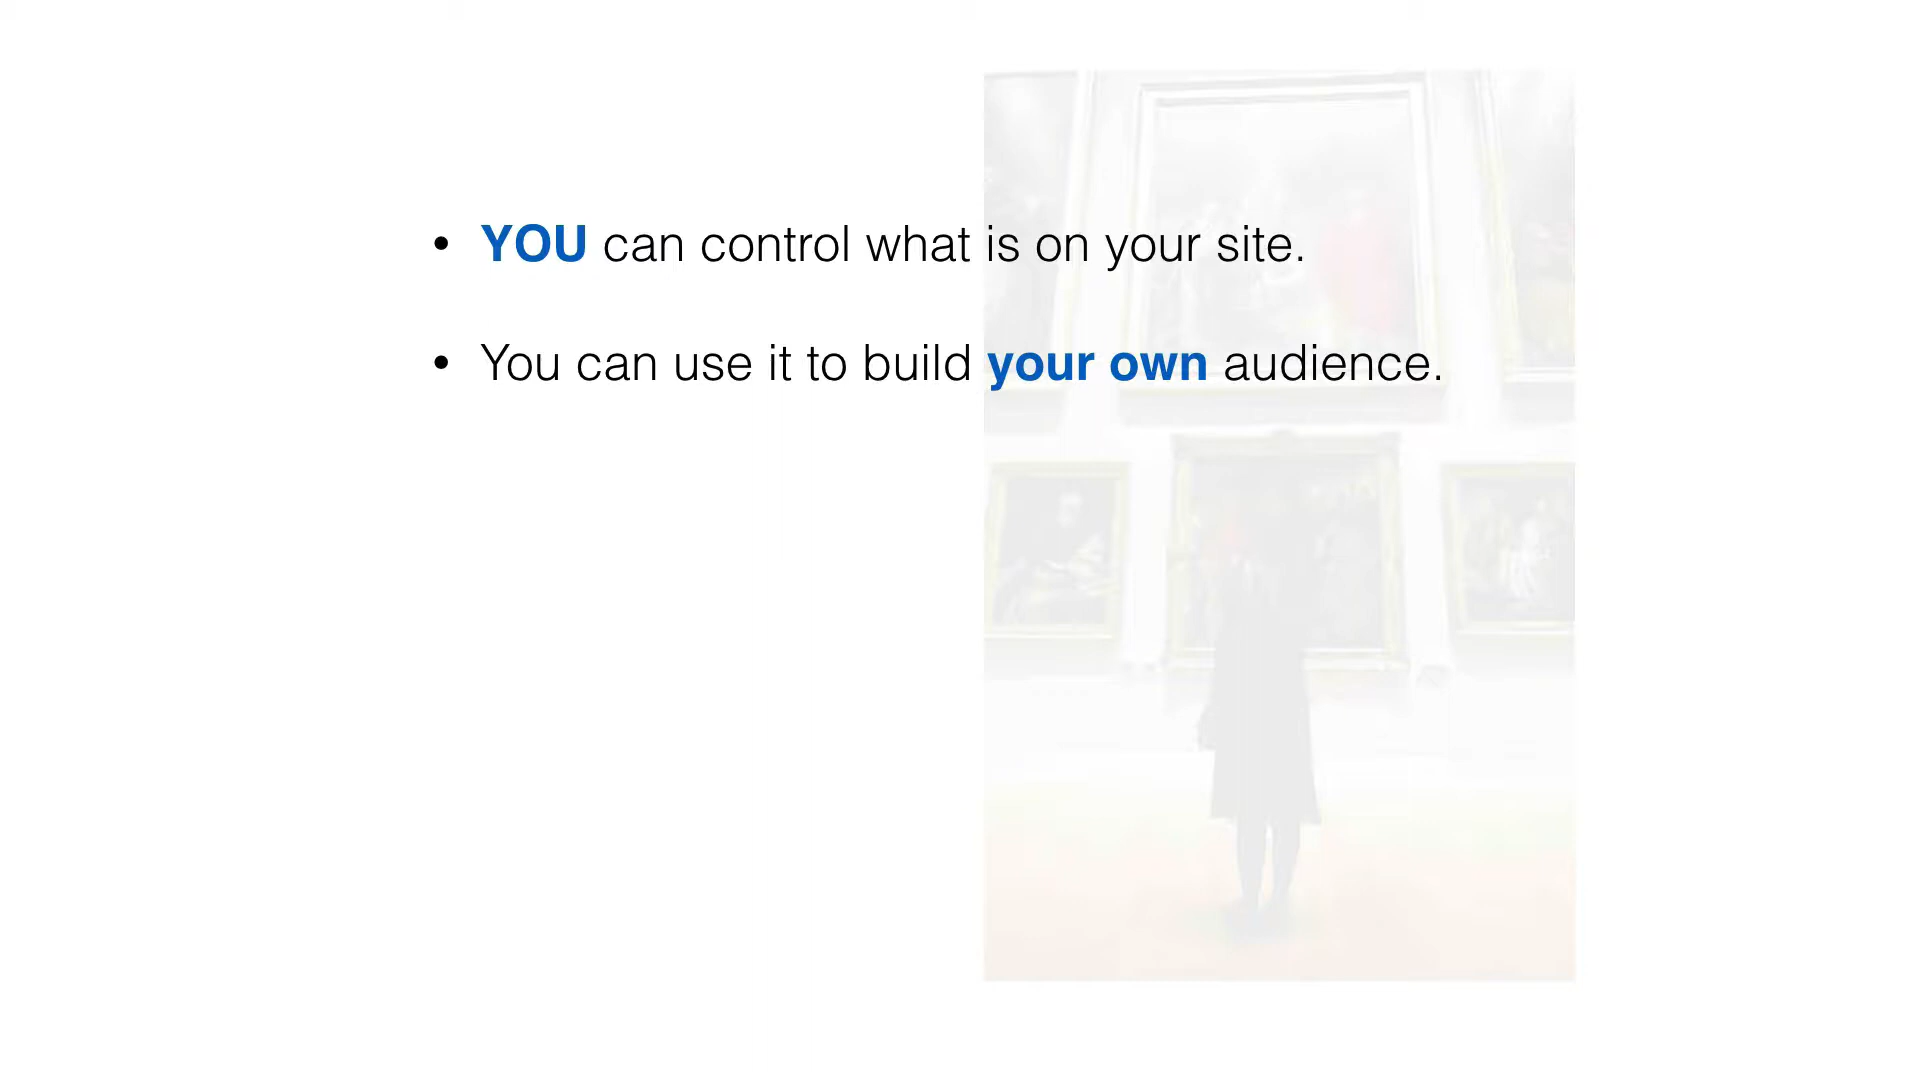 • YOU can control what is on your site.
• You can use it to build your own audience.